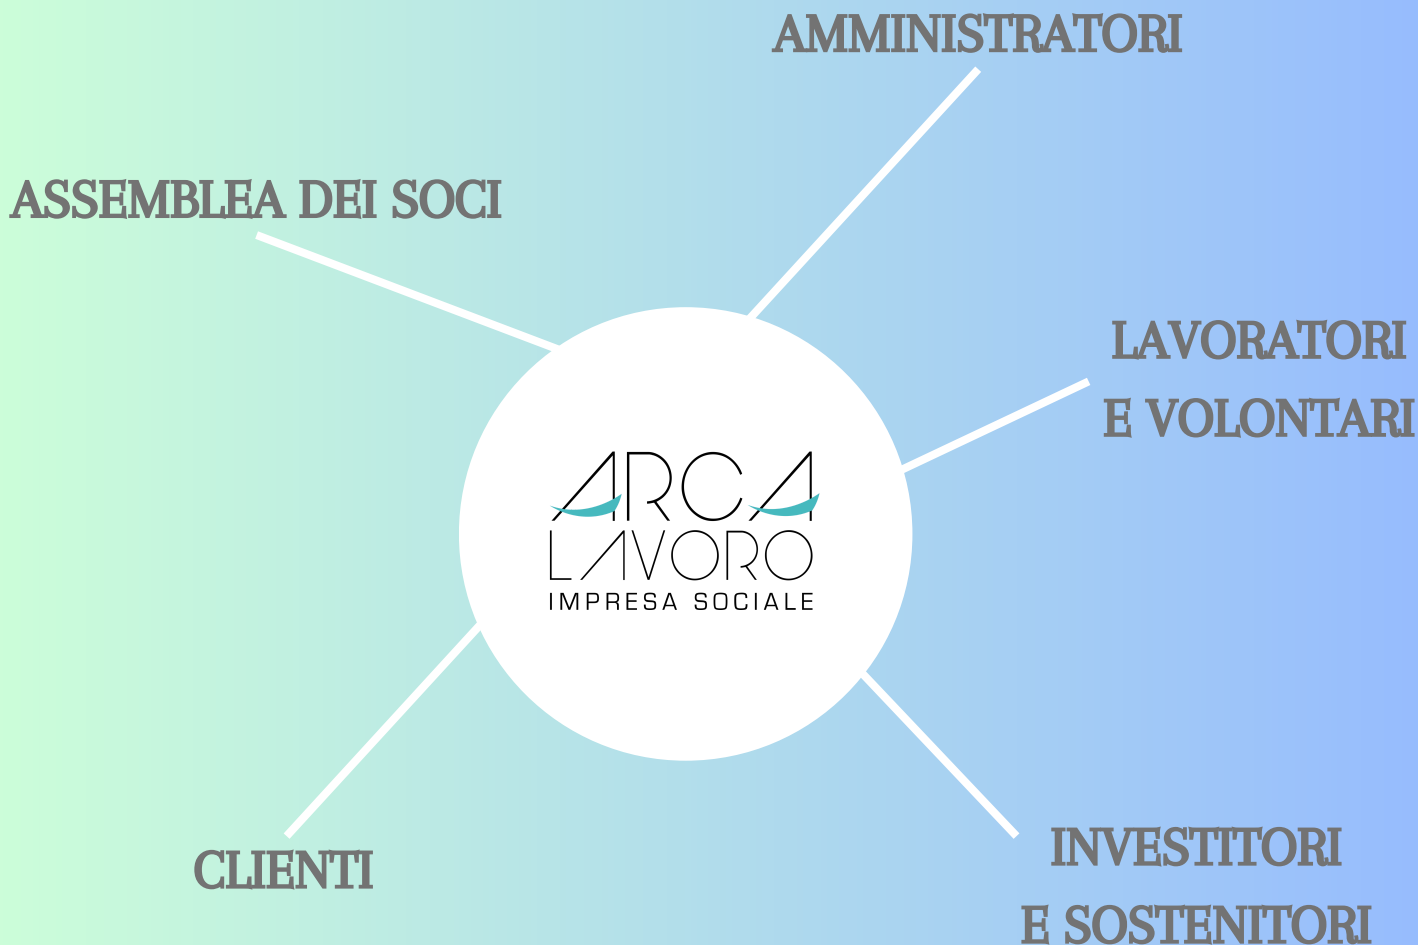 AMMINISTRATORI
ASSEMBLEA DEI SOCI
LAVORATORI
E VOLONTARI
ARCA
LAVORO
IMPRESA SOCIALE
CLIENTI
INVESTITORI
E SOSTENITORI